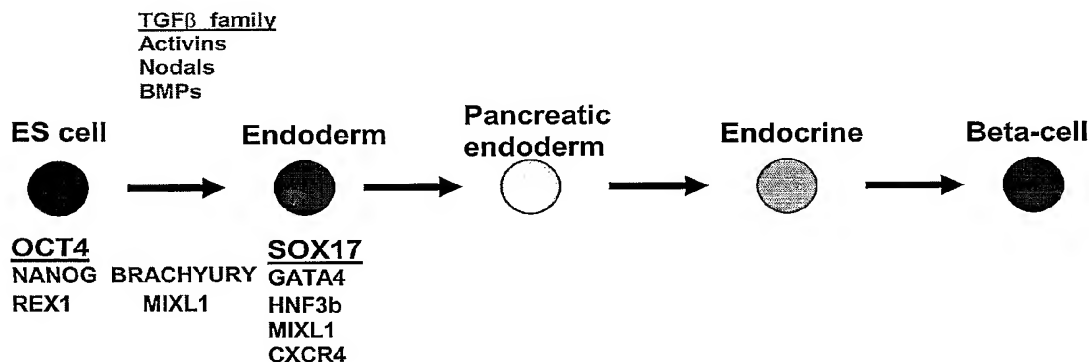 TGFβ family
Activins
Nodals
BMPs
ES cell
Endoderm
Pancreatic
endoderm
Endocrine
Beta-cell
OCT4
NANOG
REX1
BRACHYURY
MIXL1
SOX17
GATA4
HNF3b
MIXL1
CXCR4